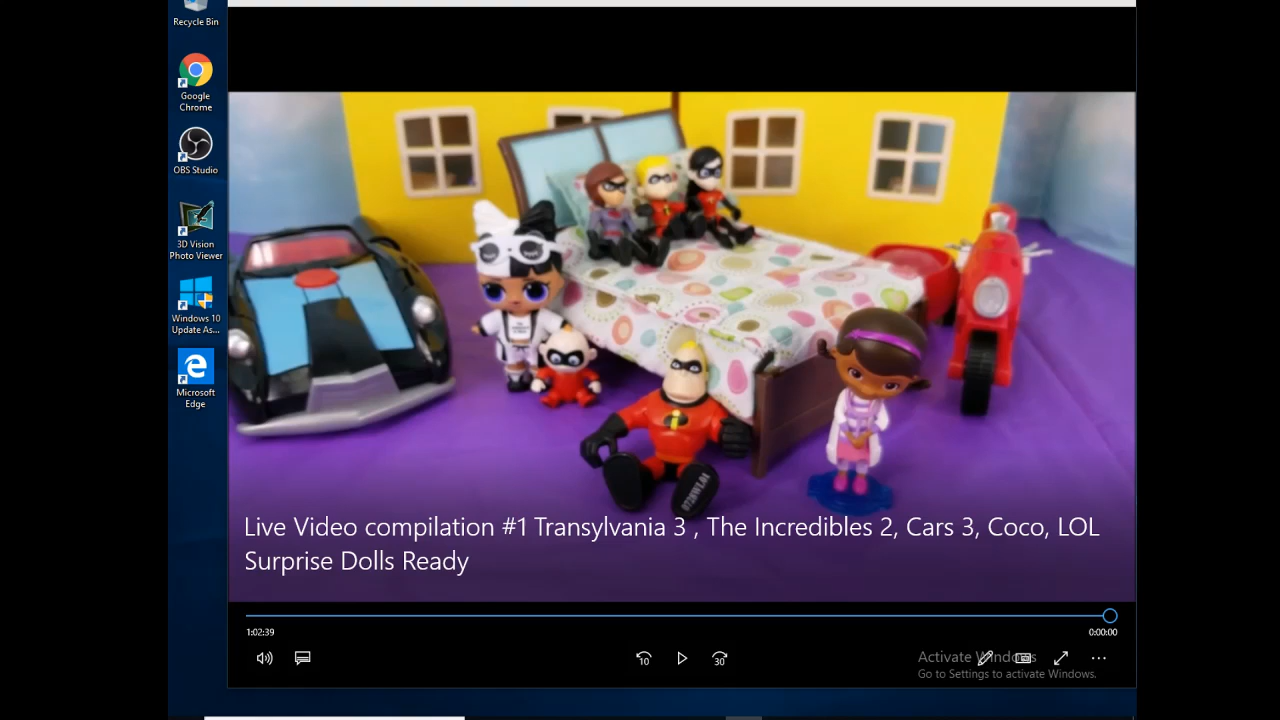 Recycle Bin
Google
Chrome
OBS Studio
3D Vision
Photo Viewer
Windows 10
Update As...
Microsoft
Edge
Live Video compilation #1 Transylvania 3 , The Incredibles 2, Cars 3, Coco, LOL
Surprise Dolls Ready
1:02:39
0:00:00
10
30
Activate Windows
Go to Settings to activate Windows.